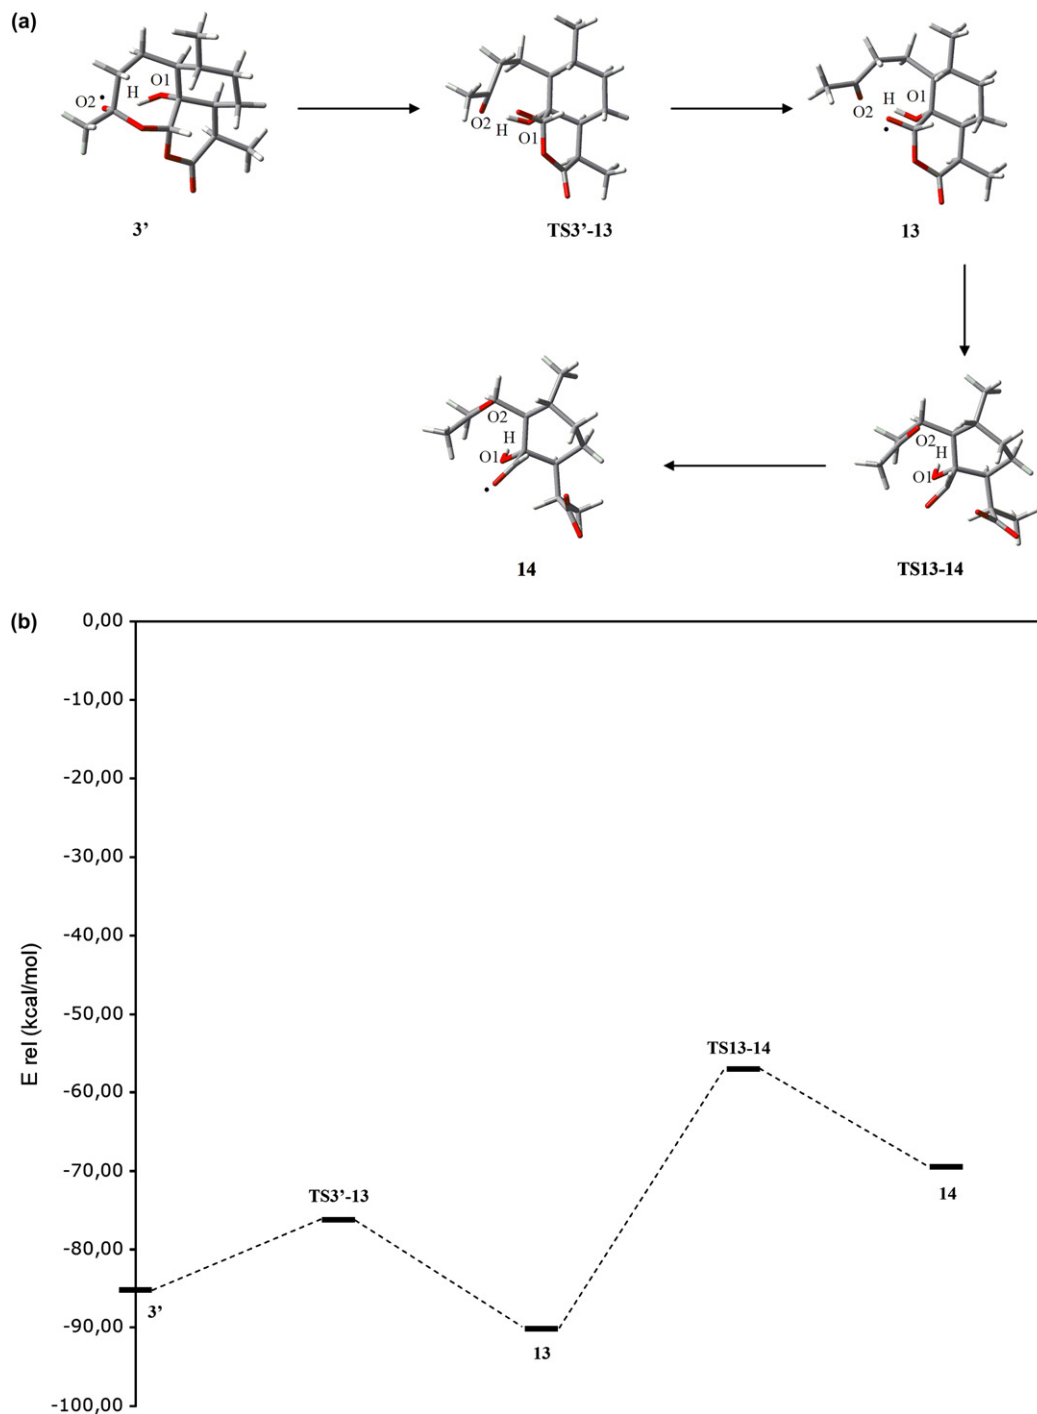 (a)
O1
H
O2 •
3’
O2
H
O1
TS3’-13
O1
H
O2
•
13
O2
H
O1
•
14
O2
H
O1
TS13-14
(b)
E rel (kcal/mol)
0,00
-10,00
-20,00
-30,00
-40,00
-50,00
-60,00
-70,00
-80,00
-90,00
-100,00
TS13-14
14
TS3’-13
3’
13